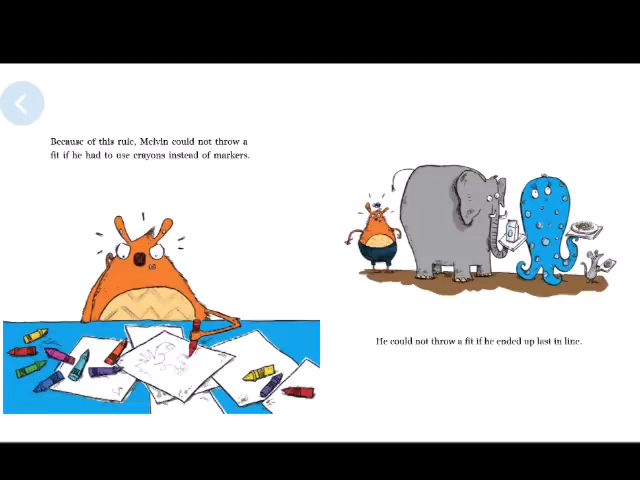 Because of this rule, Melvin could not throw a
fit if he had to use crayons instead of markers.
He could not throw a fit if he ended up last in line.